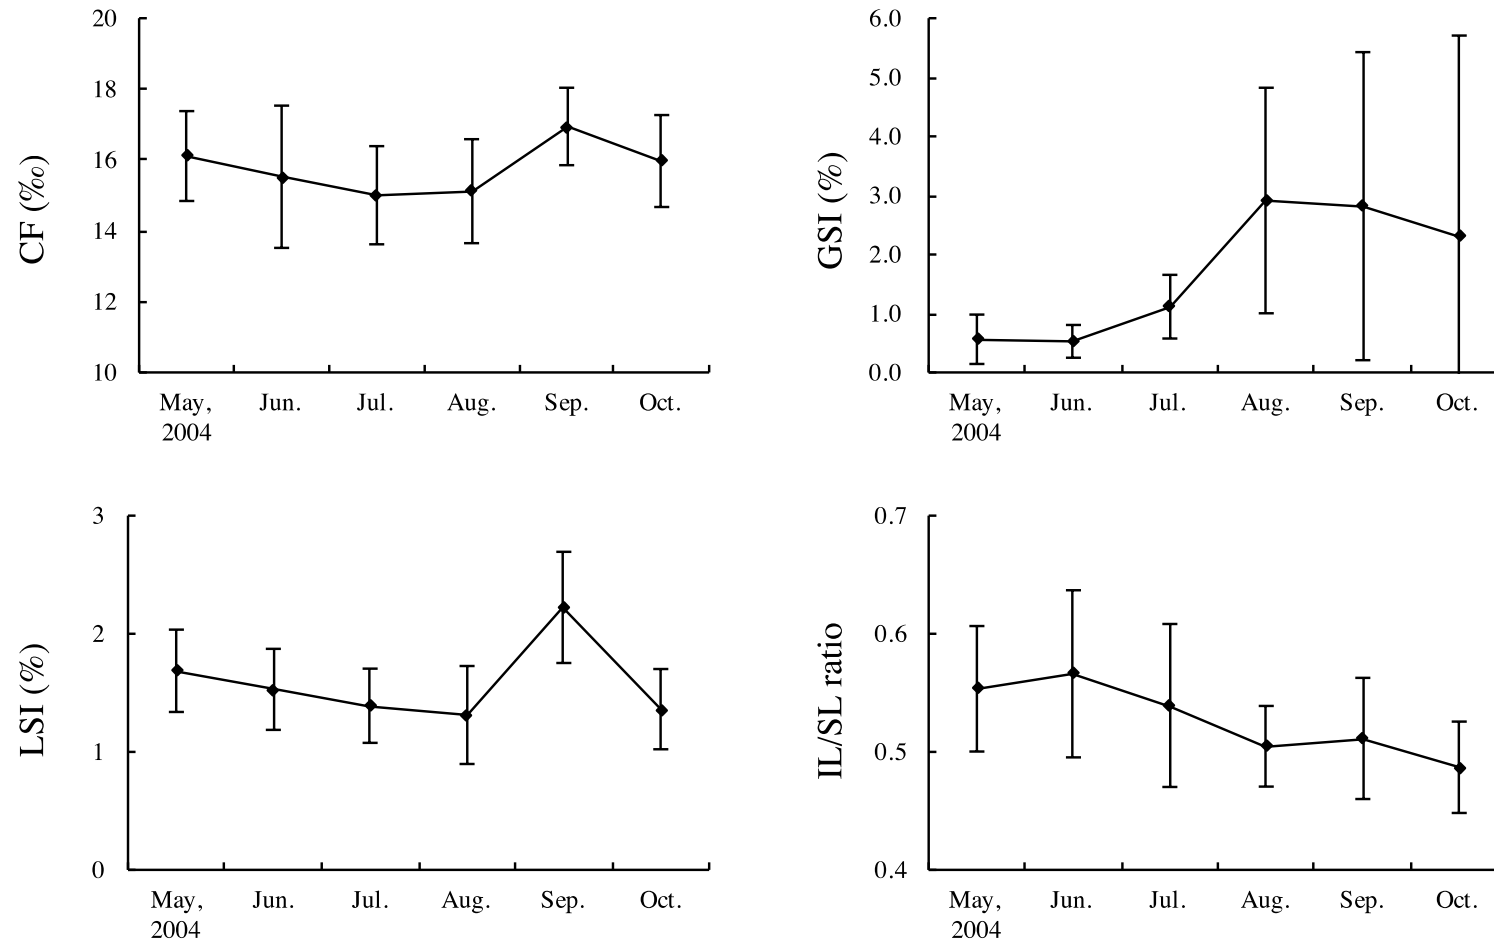 20
18
16
14
12
10
CF (‰)
May,
2004
Jun.
Jul.
Aug.
Sep.
Oct.
6.0
5.0
4.0
3.0
2.0
1.0
0.0
GSI (%)
May,
2004
Jun.
Jul.
Aug.
Sep.
Oct.
3
2
1
0
LSI (%)
May,
2004
Jun.
Jul.
Aug.
Sep.
Oct.
0.7
0.6
0.5
0.4
IL/SL ratio
May,
2004
Jun.
Jul.
Aug.
Sep.
Oct.